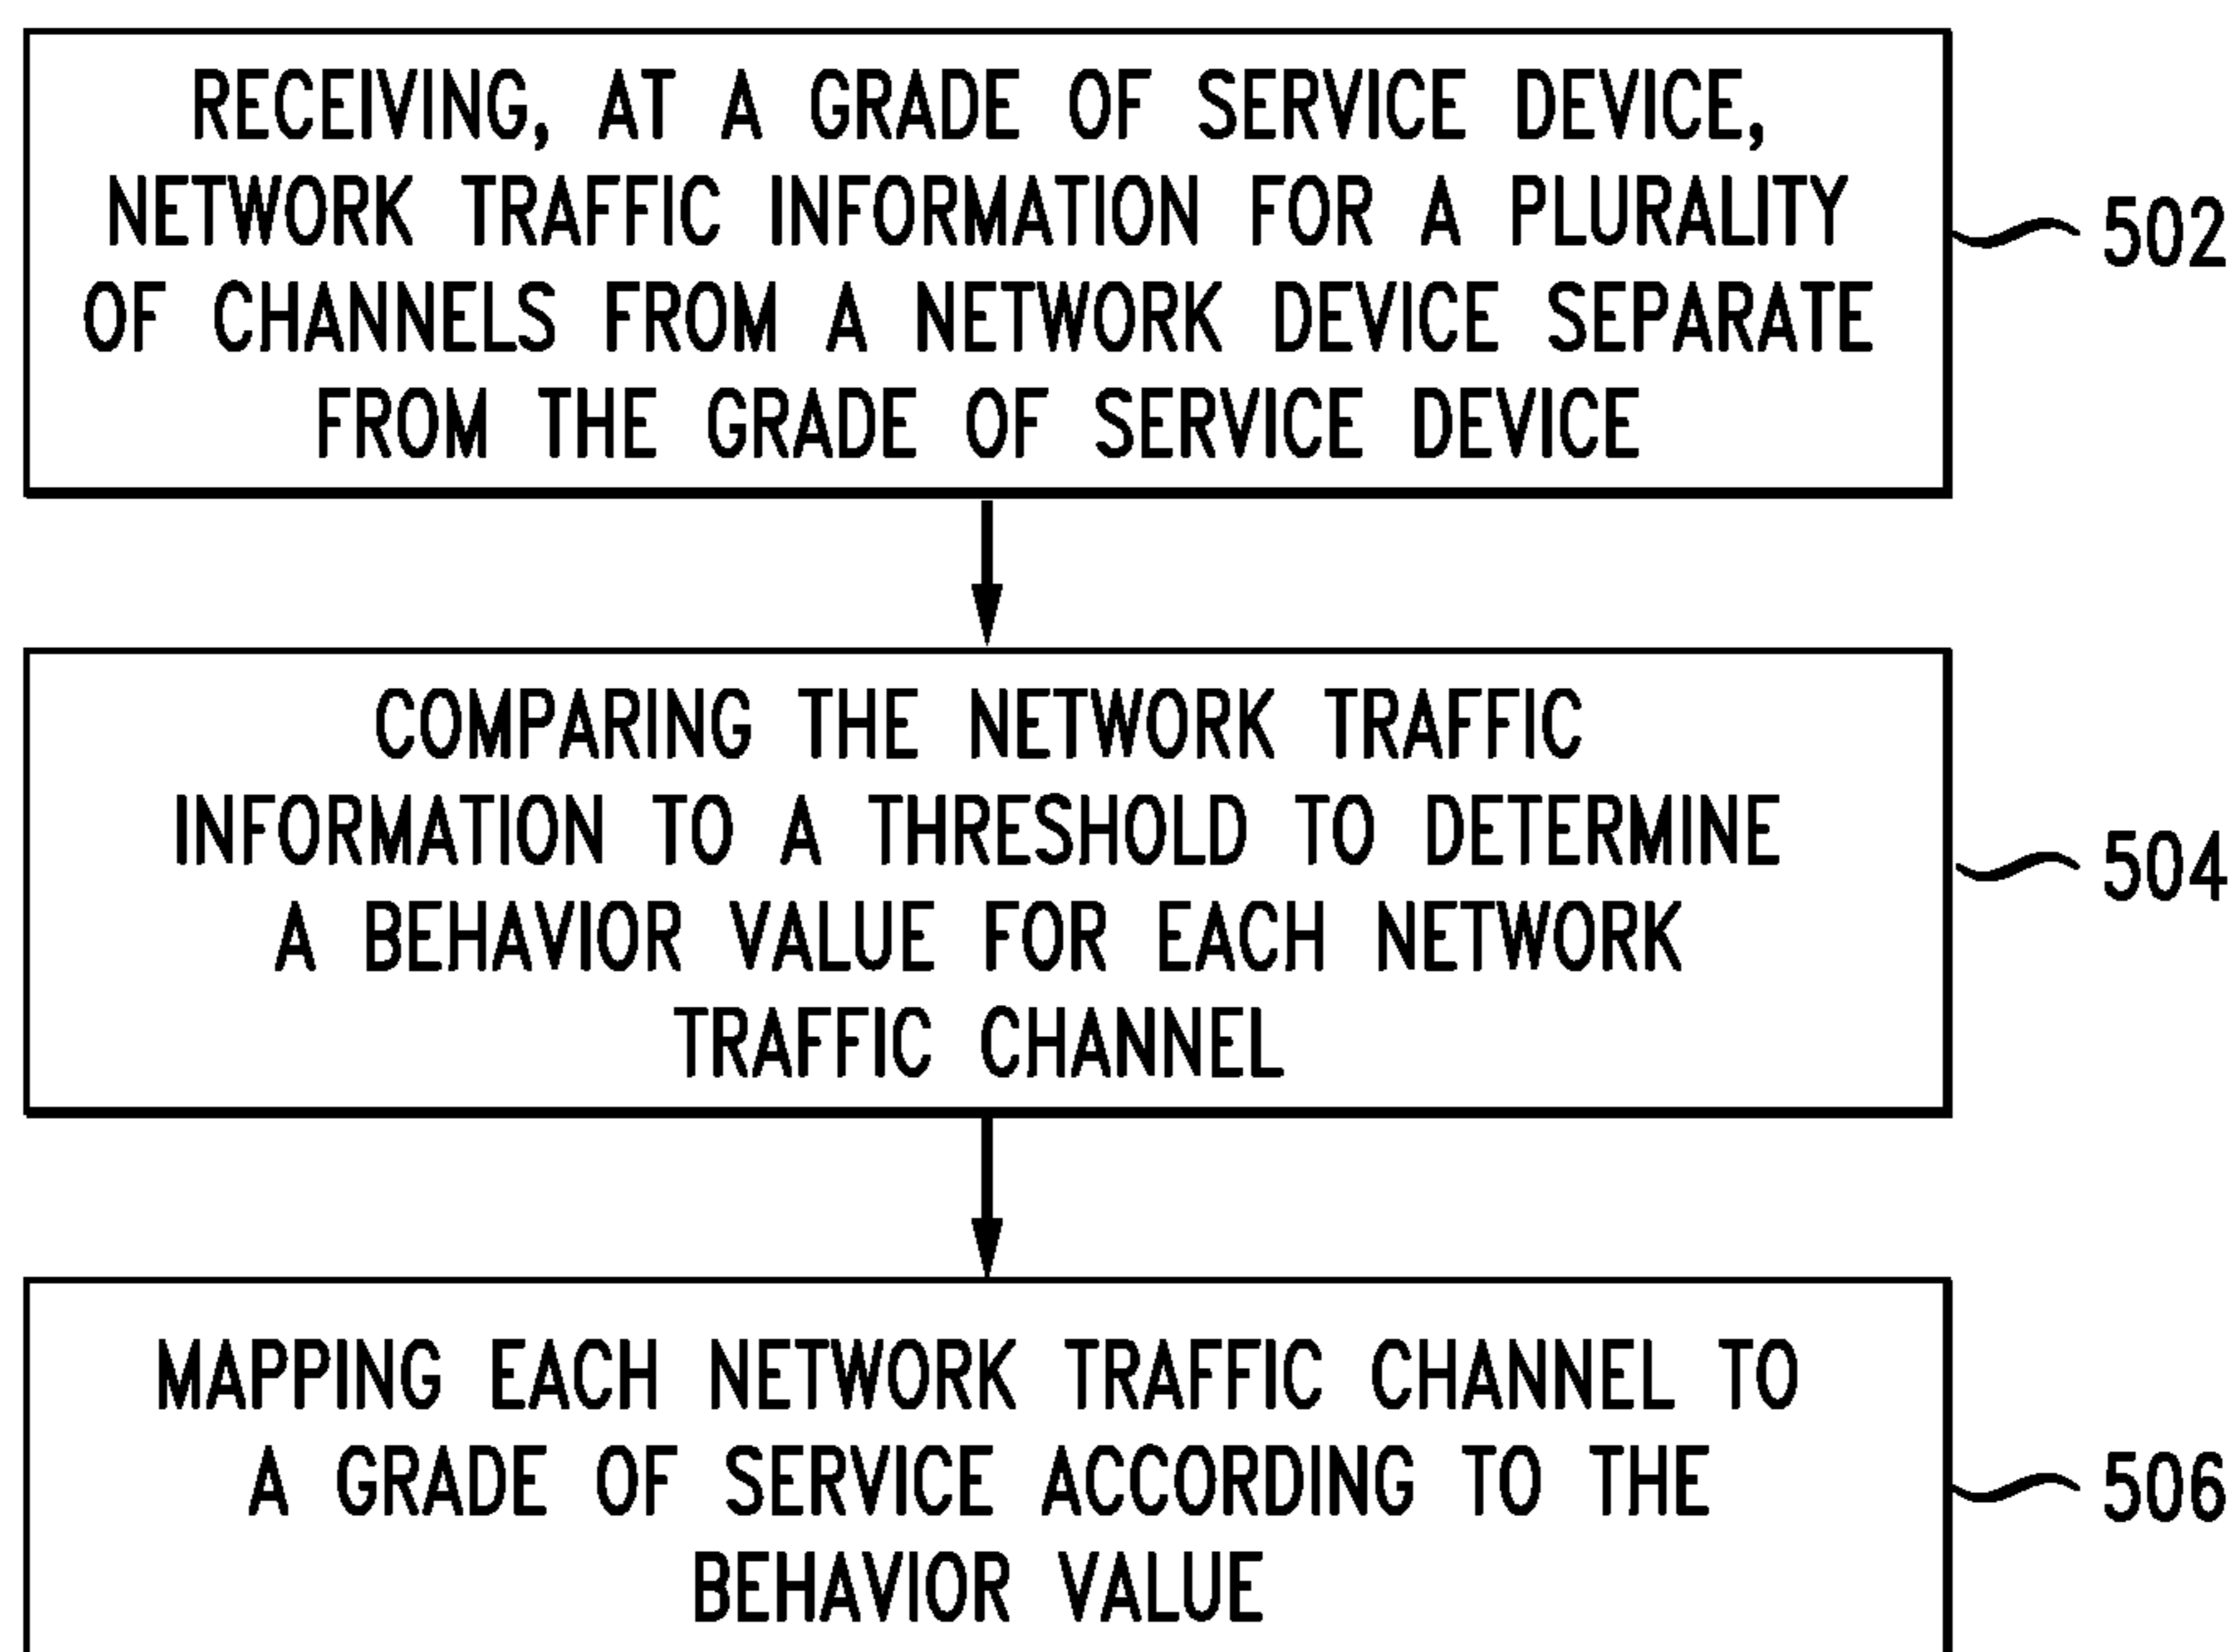 RECEIVING, AT A GRADE OF SERVICE DEVICE,
NETWORK TRAFFIC INFORMATION FOR A PLURALITY
OF CHANNELS FROM A NETWORK DEVICE SEPARATE
FROM THE GRADE OF SERVICE DEVICE
502
COMPARING THE NETWORK TRAFFIC
INFORMATION TO A THRESHOLD TO DETERMINE
A BEHAVIOR VALUE FOR EACH NETWORK
TRAFFIC CHANNEL
504
MAPPING EACH NETWORK TRAFFIC CHANNEL TO
A GRADE OF SERVICE ACCORDING TO THE
BEHAVIOR VALUE
506